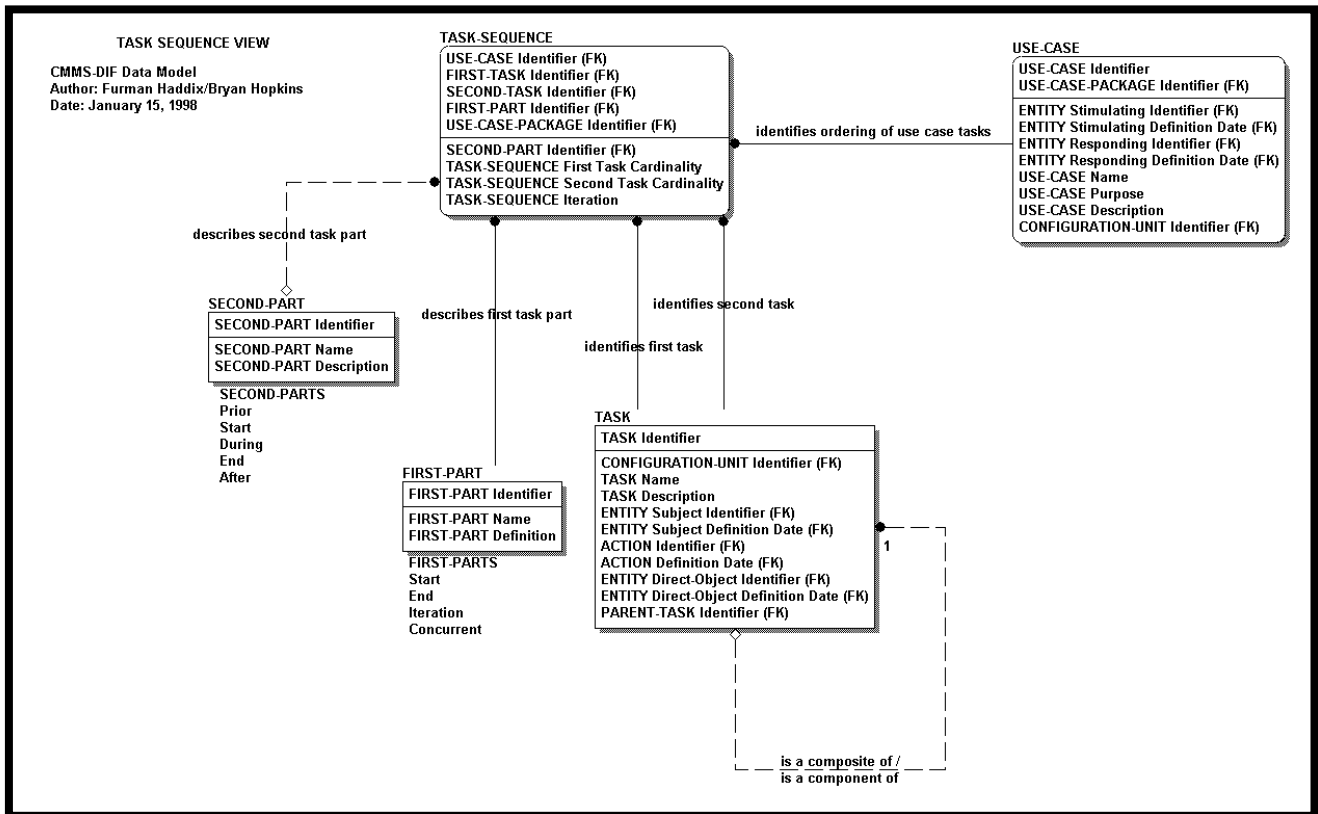 TASK SEQUENCE VIEW
CMMS-DIF Data Model
Author: Furman Haddix/Bryan Hopkins
Date: January 15, 1998
TASK-SEQUENCE
USE-CASE Identifier (FK)
FIRST-TASK Identifier (FK)
SECOND-TASK Identifier (FK)
FIRST-PART Identifier (FK)
USE-CASE-PACKAGE Identifier (FK)
SECOND-PART Identifier (FK)
TASK-SEQUENCE First Task Cardinality
TASK-SEQUENCE Second Task Cardinality
TASK-SEQUENCE Iteration
identifies ordering of use case tasks
USE-CASE
USE-CASE Identifier
USE-CASE-PACKAGE Identifier (FK)
ENTITY Stimulating Identifier (FK)
ENTITY Stimulating Definition Date (FK)
ENTITY Responding Identifier (FK)
ENTITY Responding Definition Date (FK)
USE-CASE Name
USE-CASE Purpose
USE-CASE Description
CONFIGURATION-UNIT Identifier (FK)
describes second task part
SECOND-PART
SECOND-PART Identifier
SECOND-PART Name
SECOND-PART Description
SECOND-PARTS
Prior
Start
During
End
After
describes first task part
identifies second task
identifies first task
FIRST-PART
FIRST-PART Identifier
FIRST-PART Name
FIRST-PART Definition
FIRST-PARTS
Start
End
Iteration
Concurrent
TASK
TASK Identifier
CONFIGURATION-UNIT Identifier (FK)
TASK Name
TASK Description
ENTITY Subject Identifier (FK)
ENTITY Subject Definition Date (FK)
ACTION Identifier (FK)
ACTION Definition Date (FK)
ENTITY Direct-Object Identifier (FK)
ENTITY Direct-Object Definition Date (FK)
PARENT-TASK Identifier (FK)
1
is a composite of /
is a component of